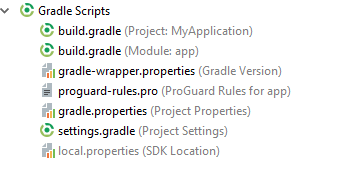 Gradle Scripts
build.gradle (Project: MyApplication)
build.gradle (Module: app)
gradle-wrapper.properties (Gradle Version)
proguard-rules.pro (ProGuard Rules for app)
gradle.properties (Project Properties)
settings.gradle (Project Settings)
local.properties (SDK Location)